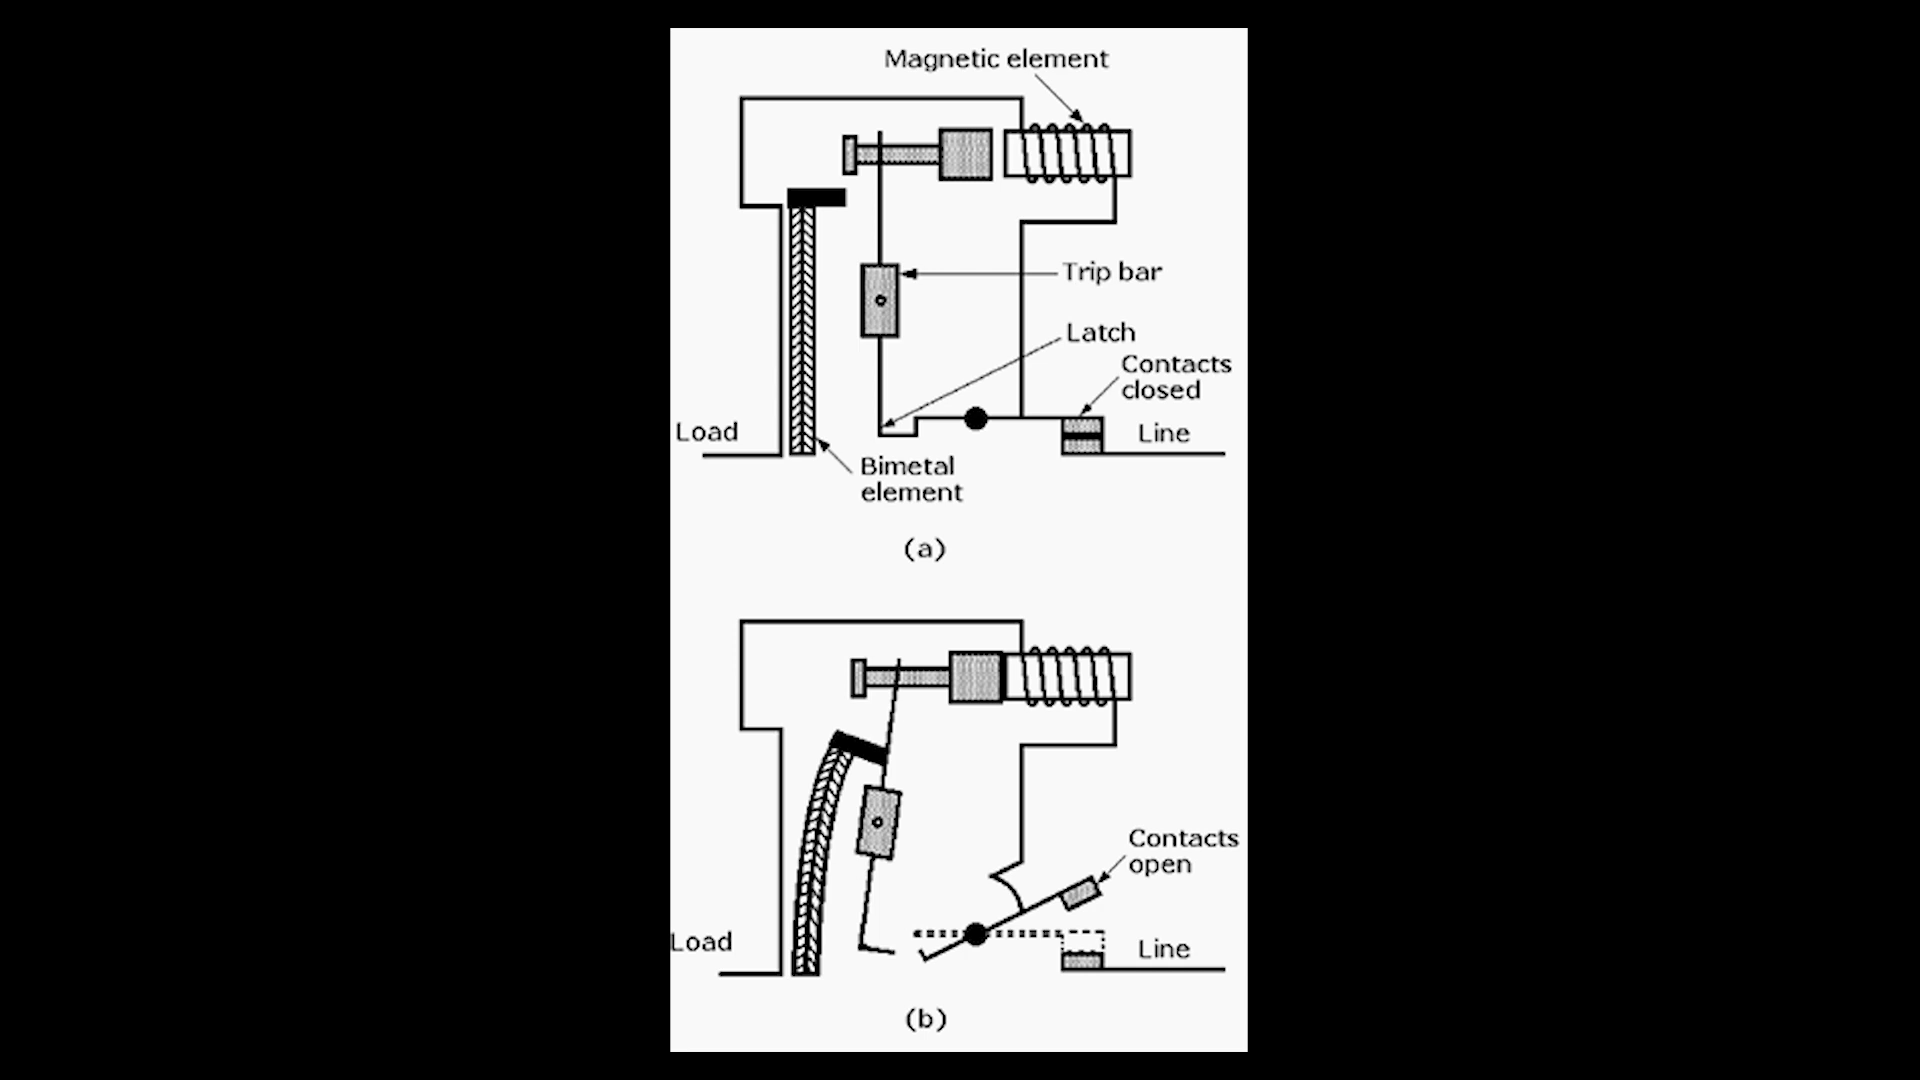 Magnetic element
Trip bar
Latch
Contacts
closed
Load
Line
Bimetal
element
(a)
Contacts
open
Load
Line
(b)